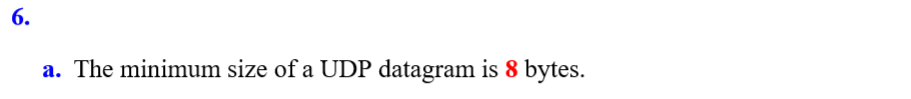 6.
a. The minimum size of a UDP datagram is 8 bytes.